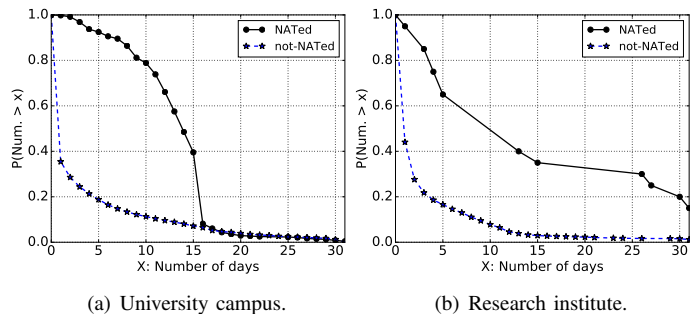 1.0
0.8
0.6
0.4
0.2
0.0
P(Num. > x)
0 5 10 15 20 25 30
X: Number of days
NATed
not-NATed
(a) University campus.
1.0
0.8
0.6
0.4
0.2
0.0
P(Num. > x)
0 5 10 15 20 25 30
X: Number of days
NATed
not-NATed
(b) Research institute.